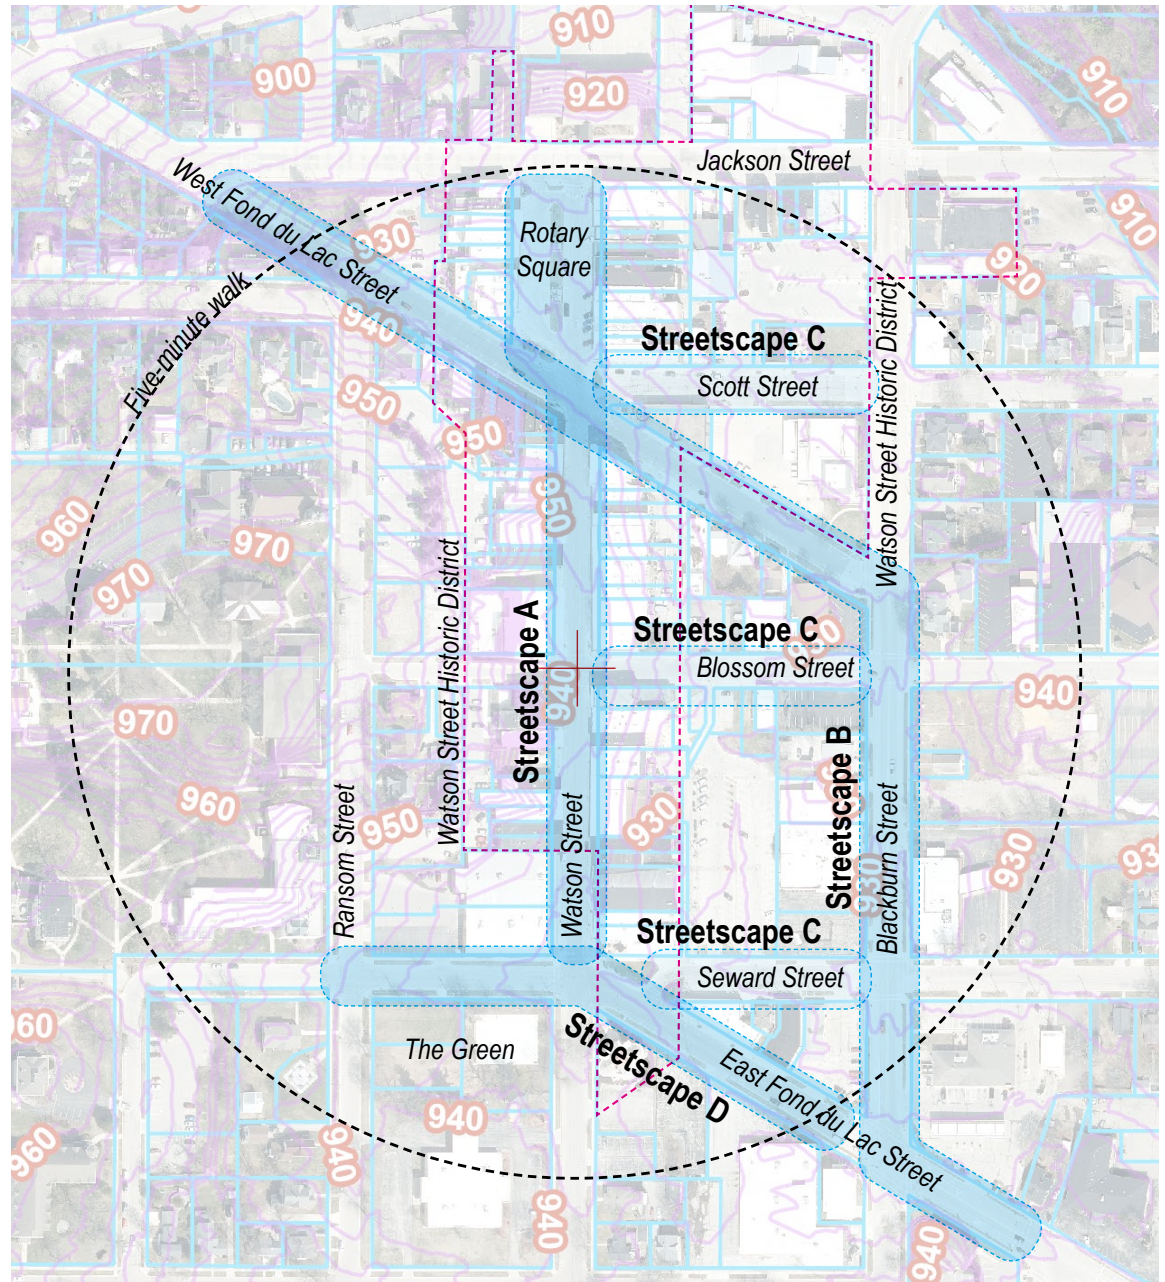 910
900
920
910
Jackson Street
West Fond du Lac Street
930
Rotary
Square
910
920
Five-minute walk
940
Streetscape C
Scott Street
Watson Street Historic District
950
950
960
950
970
970
Watson Street Historic District
Streetscape A
Streetscape C
930
Blossom Street
940
940
970
Streetscape B
960
950
930
Ransom Street
Watson Street
930
930
Blackburn Street
Streetscape C
Seward Street
The Green
Streetscape D
East Fond du Lac Street
940
960
940
940
940